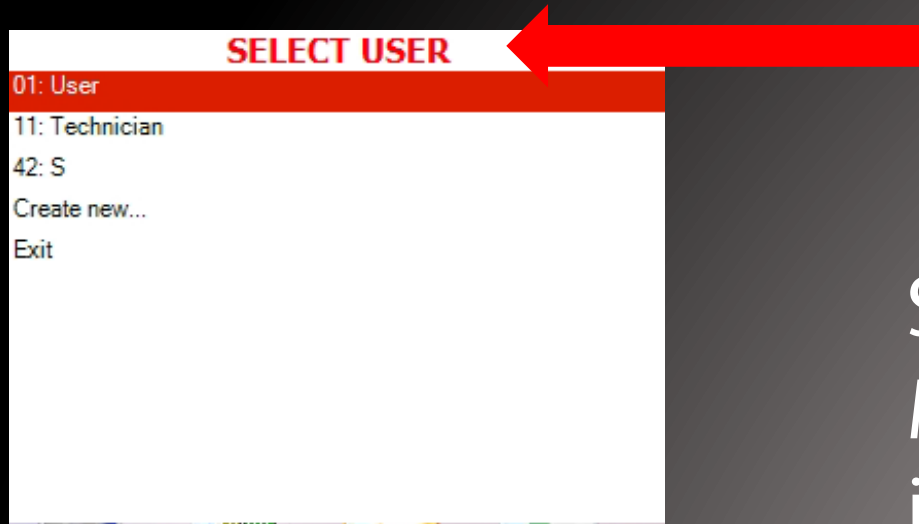 SELECT USER
01: User
11: Technician
42: S
Create new...
Exit